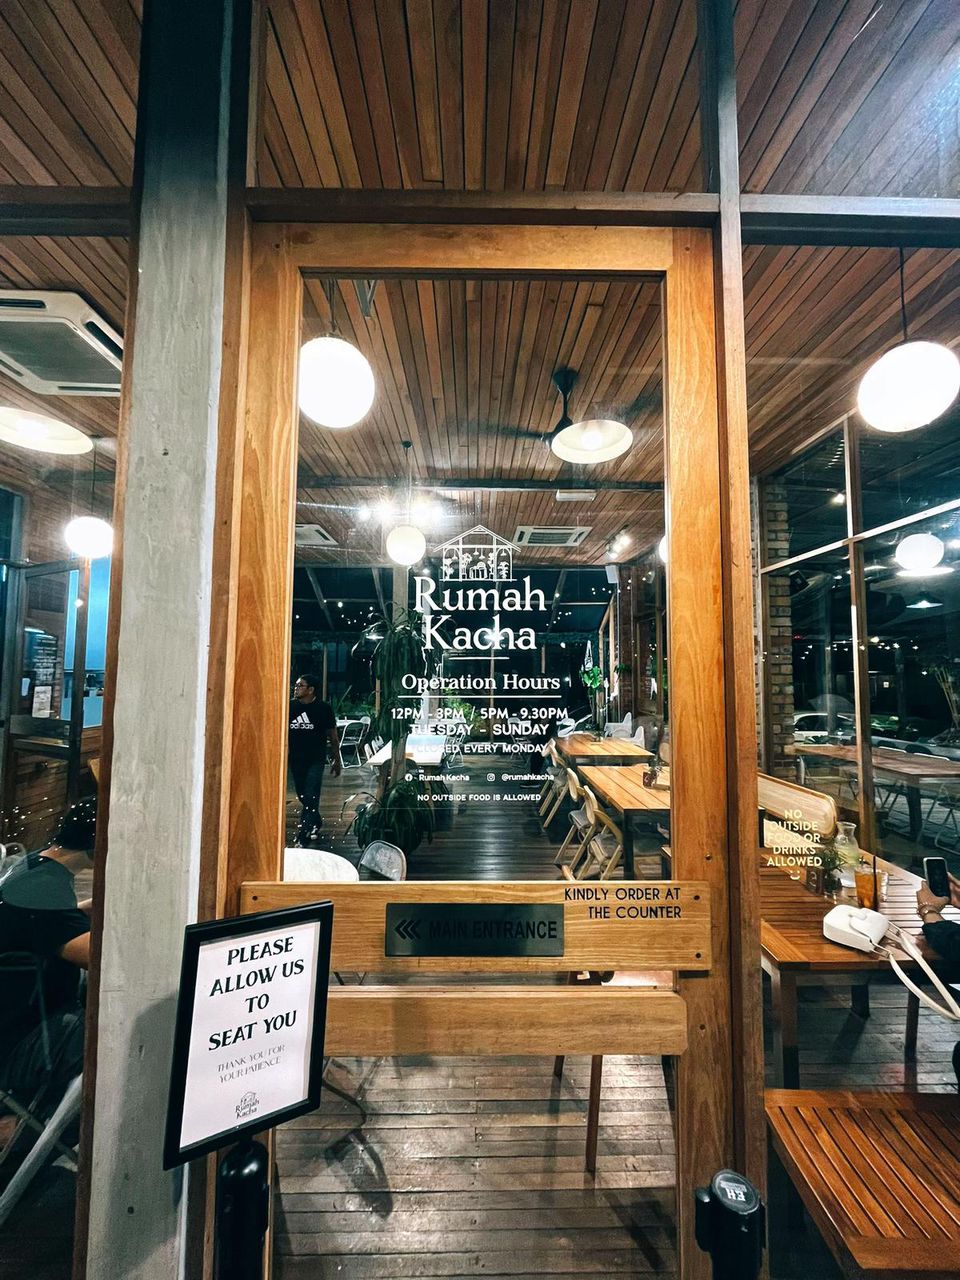 Rumah
Kacha
Operation Hours
12PM - 3PM / 5PM - 9.30PM
TUESDAY - SUNDAY
CLOSED EVERY MONDAY
Rumah Kacha @rumahkacha
NO OUTSIDE FOOD IS ALLOWED
adidas
NO
OUTSIDE
FOOD OR
DRINKS
ALLOWED
KINDLY ORDER AT
THE COUNTER
MAIN ENTRANCE
PLEASE
ALLOW US
TO
SEAT YOU
THANK YOU FOR
YOUR PATIENCE
Rumah
Kacha